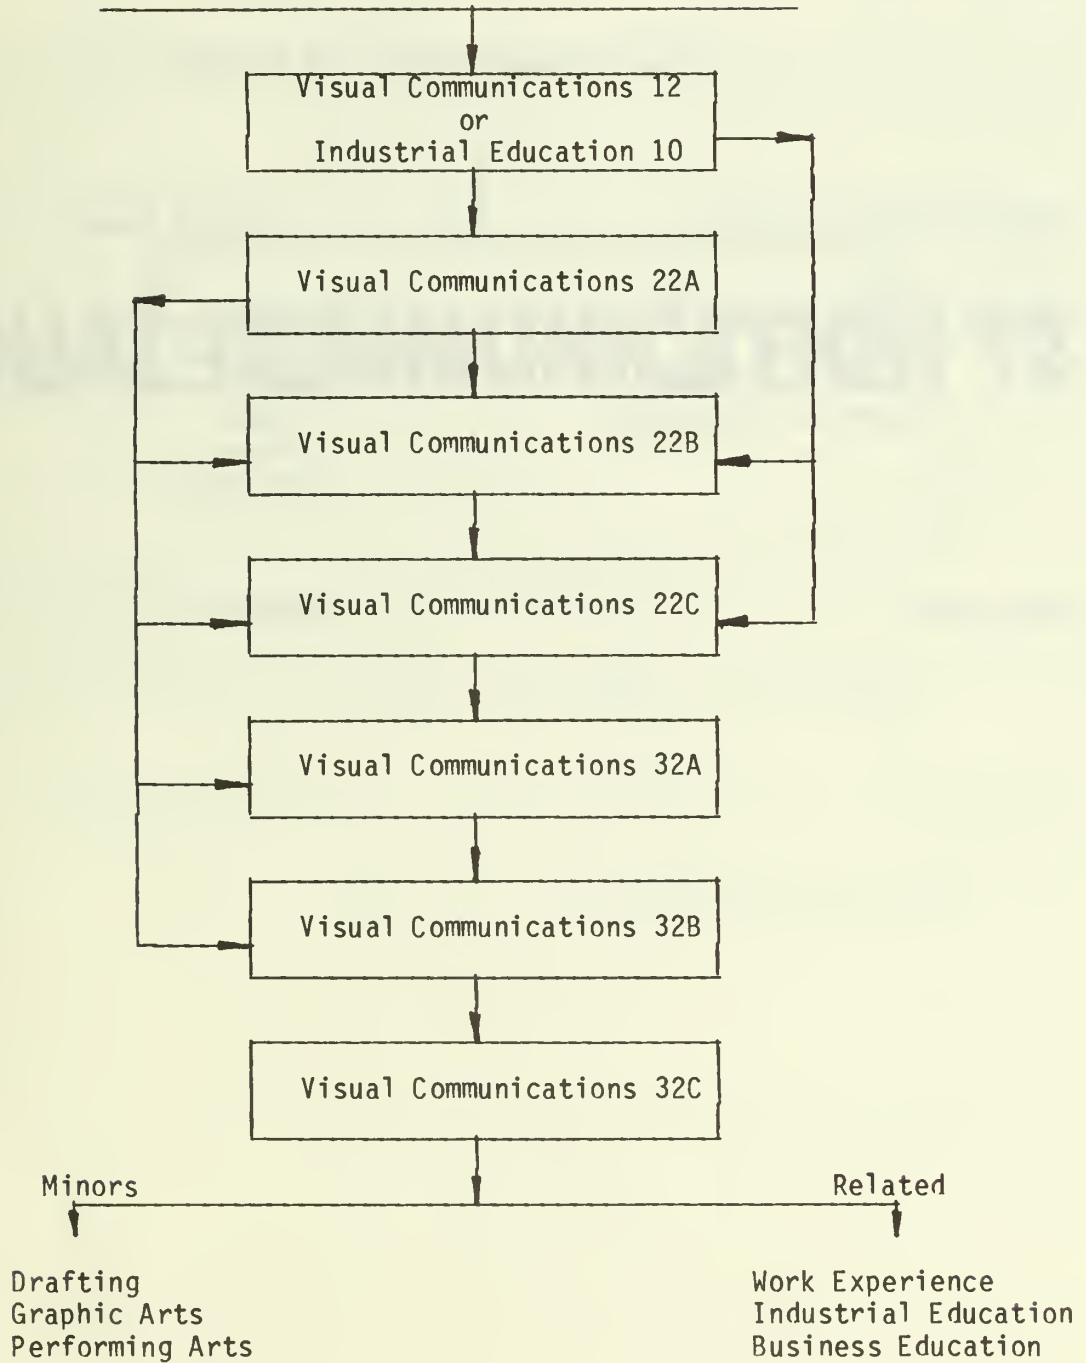 Visual Communications 12
or
Industrial Education 10
Visual Communications 22A
Visual Communications 22B
Visual Communications 22C
Visual Communications 32A
Visual Communications 32B
Visual Communications 32C
Minors
Related
Drafting
Graphic Arts
Performing Arts
Work Experience
Industrial Education
Business Education